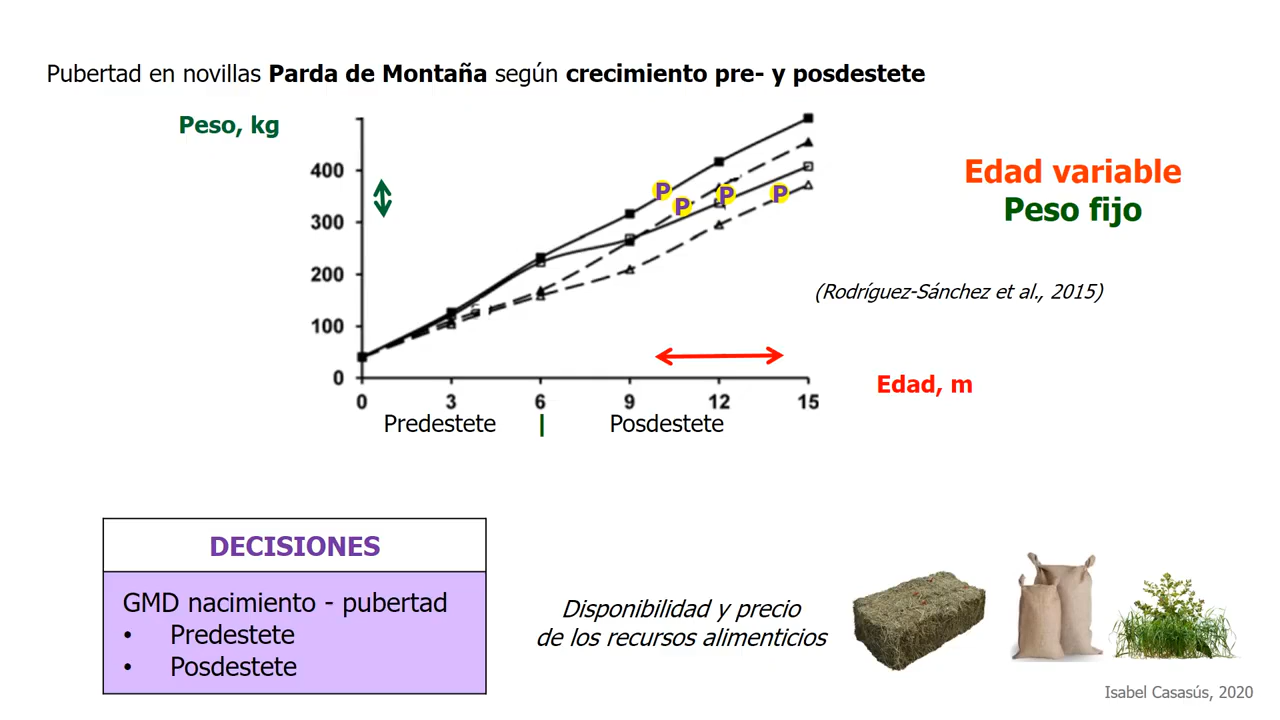 Pubertad en novillas Parda de Montaña según crecimiento pre- y posdestete
Peso, kg
400
300
200
100
0
P
P
P
P
0 3 6 9 12 15
Predestete | Posdestete
Edad, m
Edad variable
Peso fijo
(Rodríguez-Sánchez et al., 2015)
DECISIONES
GMD nacimiento - pubertad
• Predestete
• Posdestete
Disponibilidad y precio
de los recursos alimenticios
Isabel Casasús, 2020